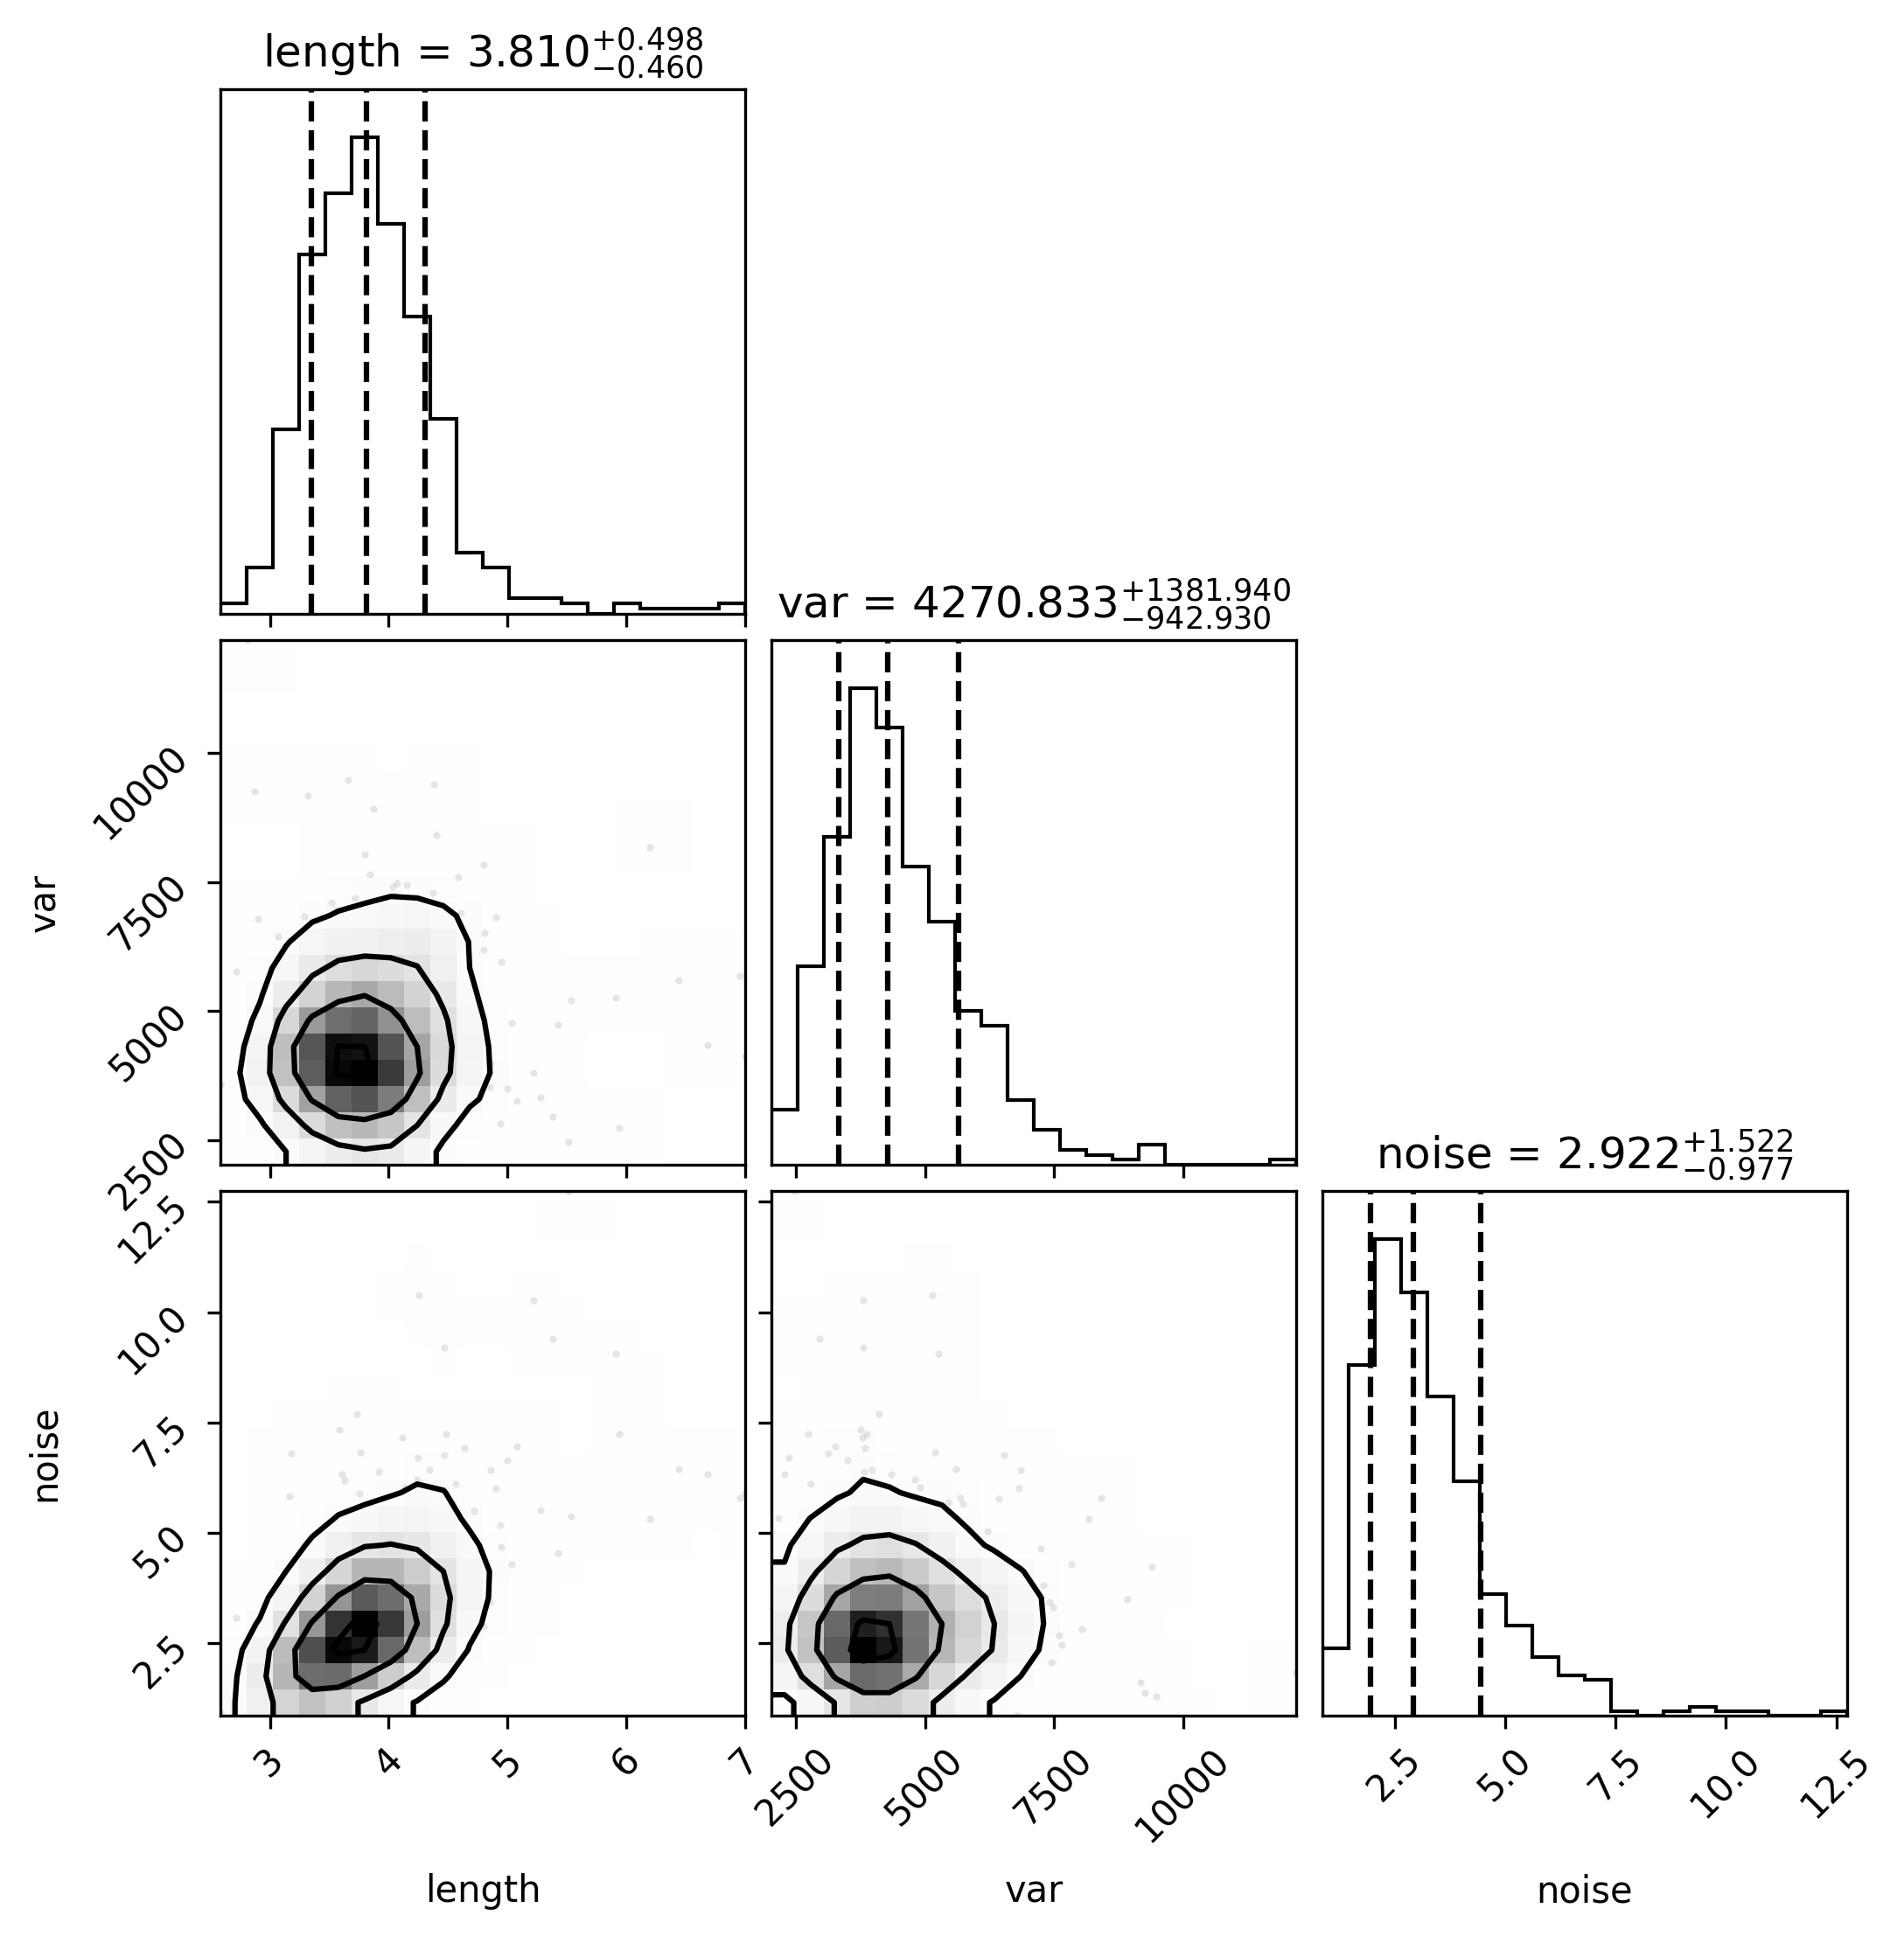 length = 3.810 +0.498 −0.460
var = 4270.833 +1381.940 −942.930
var
10000
7500
5000
2500
noise = 2.922 +1.522 −0.977
noise
12.5
10.0
7.5
5.0
2.5
3 4 5 6 7
2500 5000 7500 10000
2.5 5.0 7.5 10.0 12.5
length var noise